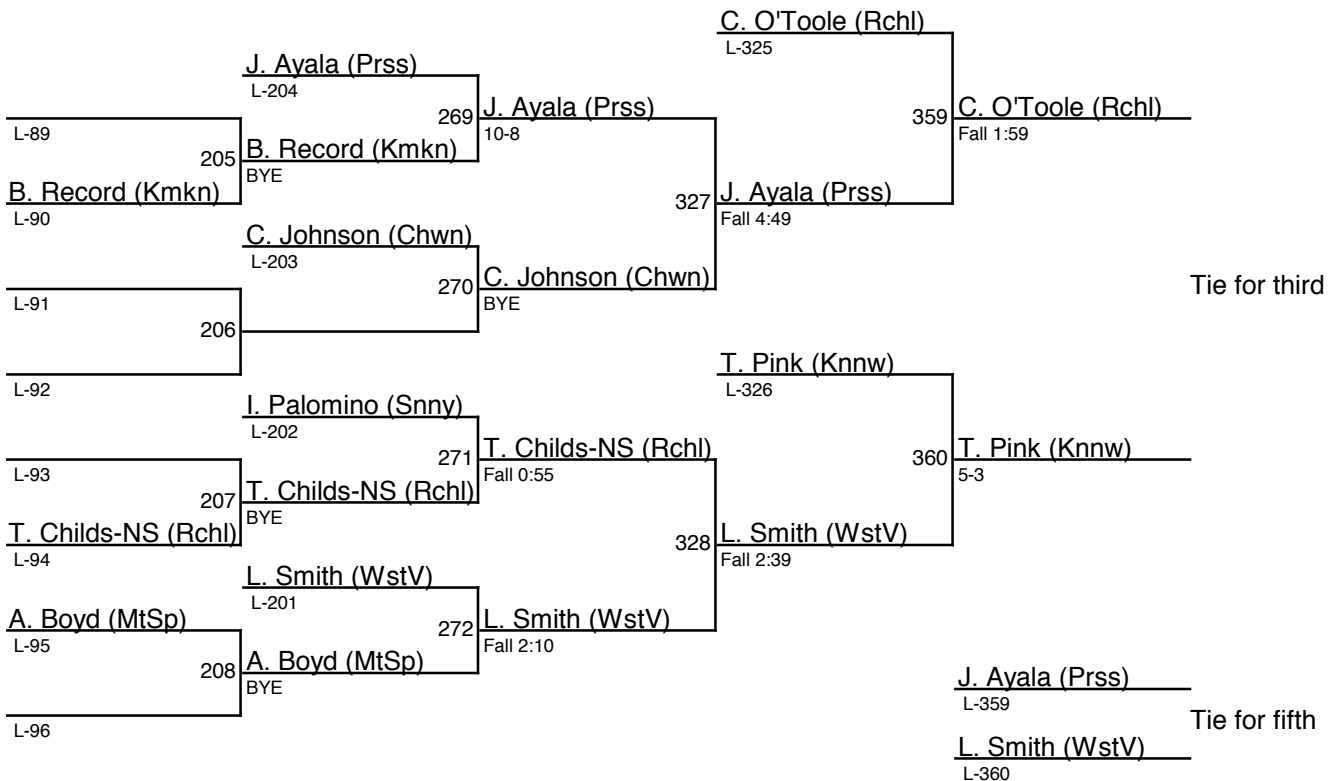 C. O'Toole (Rchl)
L-325
J. Ayala (Prss)
L-204
269 J. Ayala (Prss)
10-8
359 C. O'Toole (Rchl)
Fall 1:59
L-89
205 B. Record (Kmkn)
BYE
B. Record (Kmkn)
L-90
327 J. Ayala (Prss)
Fall 4:49
C. Johnson (Chwn)
L-203
270 C. Johnson (Chwn)
BYE
Tie for third
L-91
206
L-92
T. Pink (Knnw)
L-326
I. Palomino (Snny)
L-202
271 T. Childs-NS (Rchl)
Fall 0:55
360 T. Pink (Knnw)
5-3
L-93
207 T. Childs-NS (Rchl)
BYE
T. Childs-NS (Rchl)
L-94
328 L. Smith (WstV)
Fall 2:39
L. Smith (WstV)
L-201
A. Boyd (MtSp)
L-95
272 L. Smith (WstV)
Fall 2:10
208 A. Boyd (MtSp)
BYE
L-96
J. Ayala (Prss)
L-359
Tie for fifth
L. Smith (WstV)
L-360